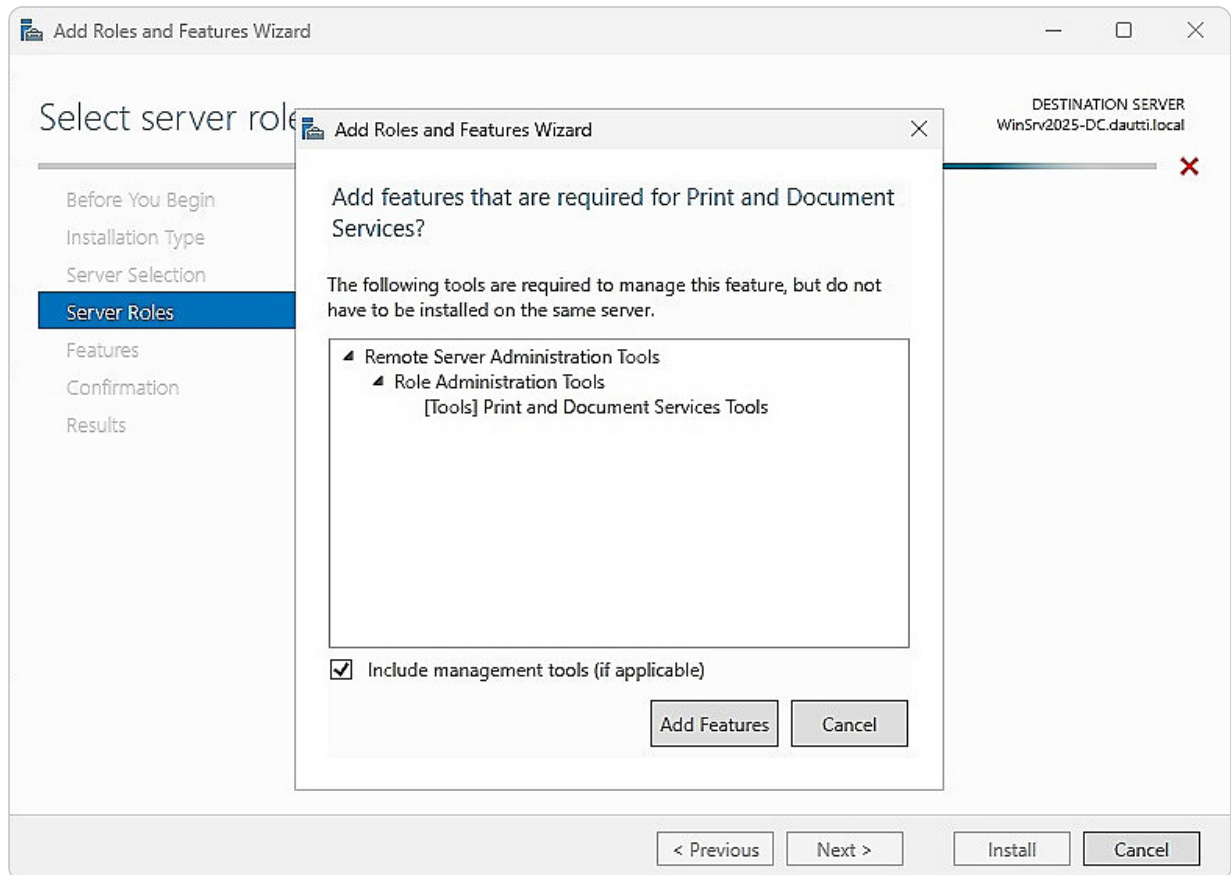 Add Roles and Features Wizard
Select server role
DESTINATION SERVER
WinSrv2025-DC.dautti.local
Before You Begin
Installation Type
Server Selection
Server Roles
Features
Confirmation
Results
Add Roles and Features Wizard
Add features that are required for Print and Document
Services?
The following tools are required to manage this feature, but do not
have to be installed on the same server.
Remote Server Administration Tools
Role Administration Tools
[Tools] Print and Document Services Tools
Include management tools (if applicable)
Add Features
Cancel
< Previous
Next >
Install
Cancel